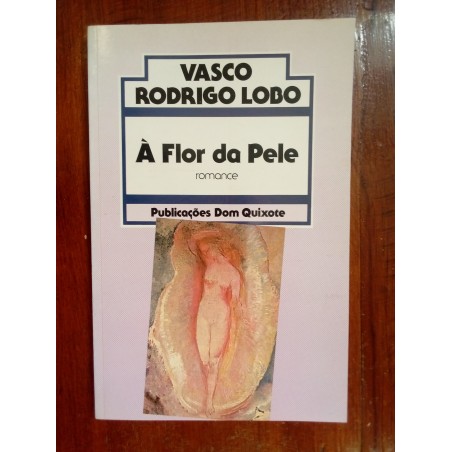 VASCO
RODRIGO LOBO
À Flor da Pele
romance
Publicações Dom Quixote